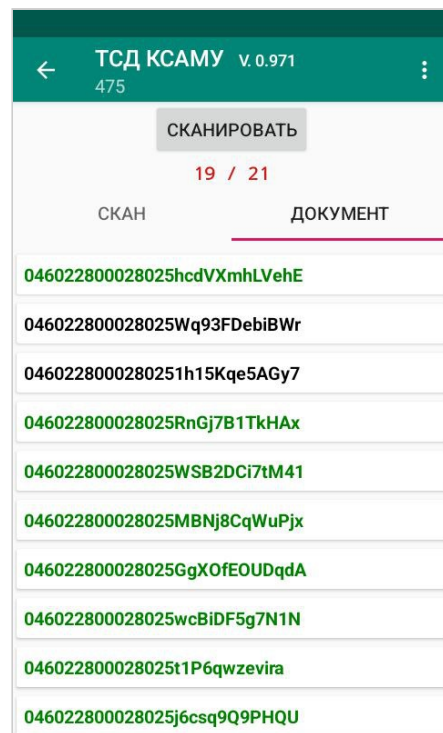 ТСД КСАМУ V. 0.971
475
СКАНИРОВАТЬ
19 / 21
СКАН ДОКУМЕНТ
046022800028025hcdVXmhLVehE
046022800028025Wq93FDebiBWr
0460228000280251h15Kqe5AGy7
046022800028025RnGj7B1TkHAx
046022800028025WSB2DCi7tM41
046022800028025MBNj8CqWuPjx
046022800028025GgXOfEOUDqdA
046022800028025wcBiDF5g7N1N
046022800028025t1P6qwzevira
046022800028025j6csq9Q9PHQU